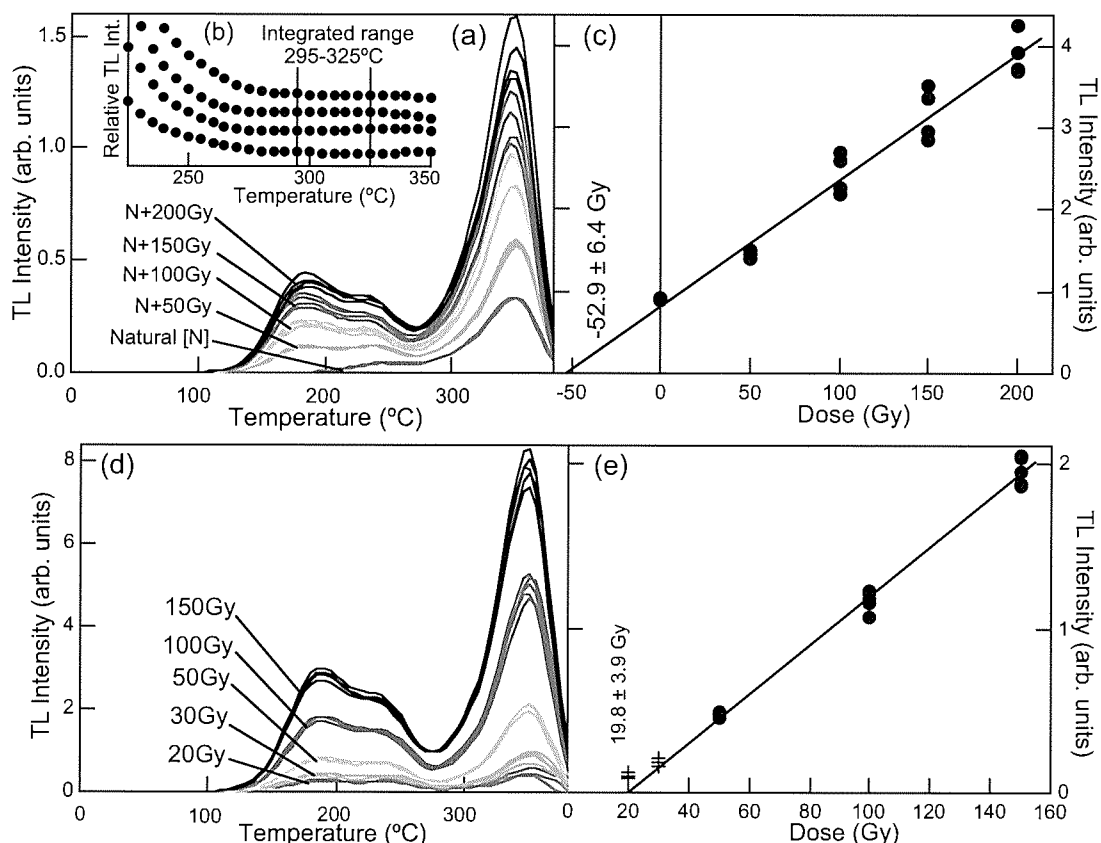 (b)
Integrated range
295-325ºC
(a)
(c)
Relative TL Int.
250
300
350
Temperature (ºC)
TL Intensity (arb. units)
1.5
1.0
0.5
0.0
N+200Gy
N+150Gy
N+100Gy
N+50Gy
Natural [N]
100
200
300
Temperature (ºC)
-52.9 ± 6.4 Gy
-50
0
50
100
150
200
Dose (Gy)
4
3
2
1
0
TL Intensity (arb. units)
(d)
(e)
TL Intensity (arb. units)
8
6
4
2
0
150Gy
100Gy
50Gy
30Gy
20Gy
100
200
300
0
Temperature (ºC)
19.8 ± 3.9 Gy
20
40
60
80
100
120
140
160
Dose (Gy)
2
1
0
TL Intensity (arb. units)